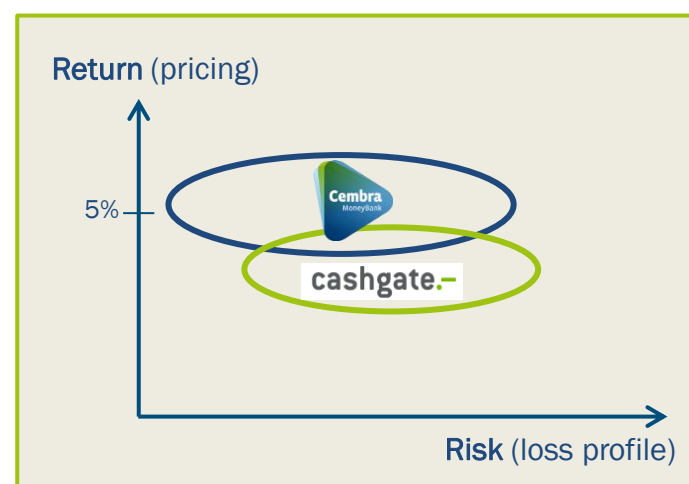 Return (pricing)
5%
Cembra
MoneyBank
cashgate.–
Risk (loss profile)